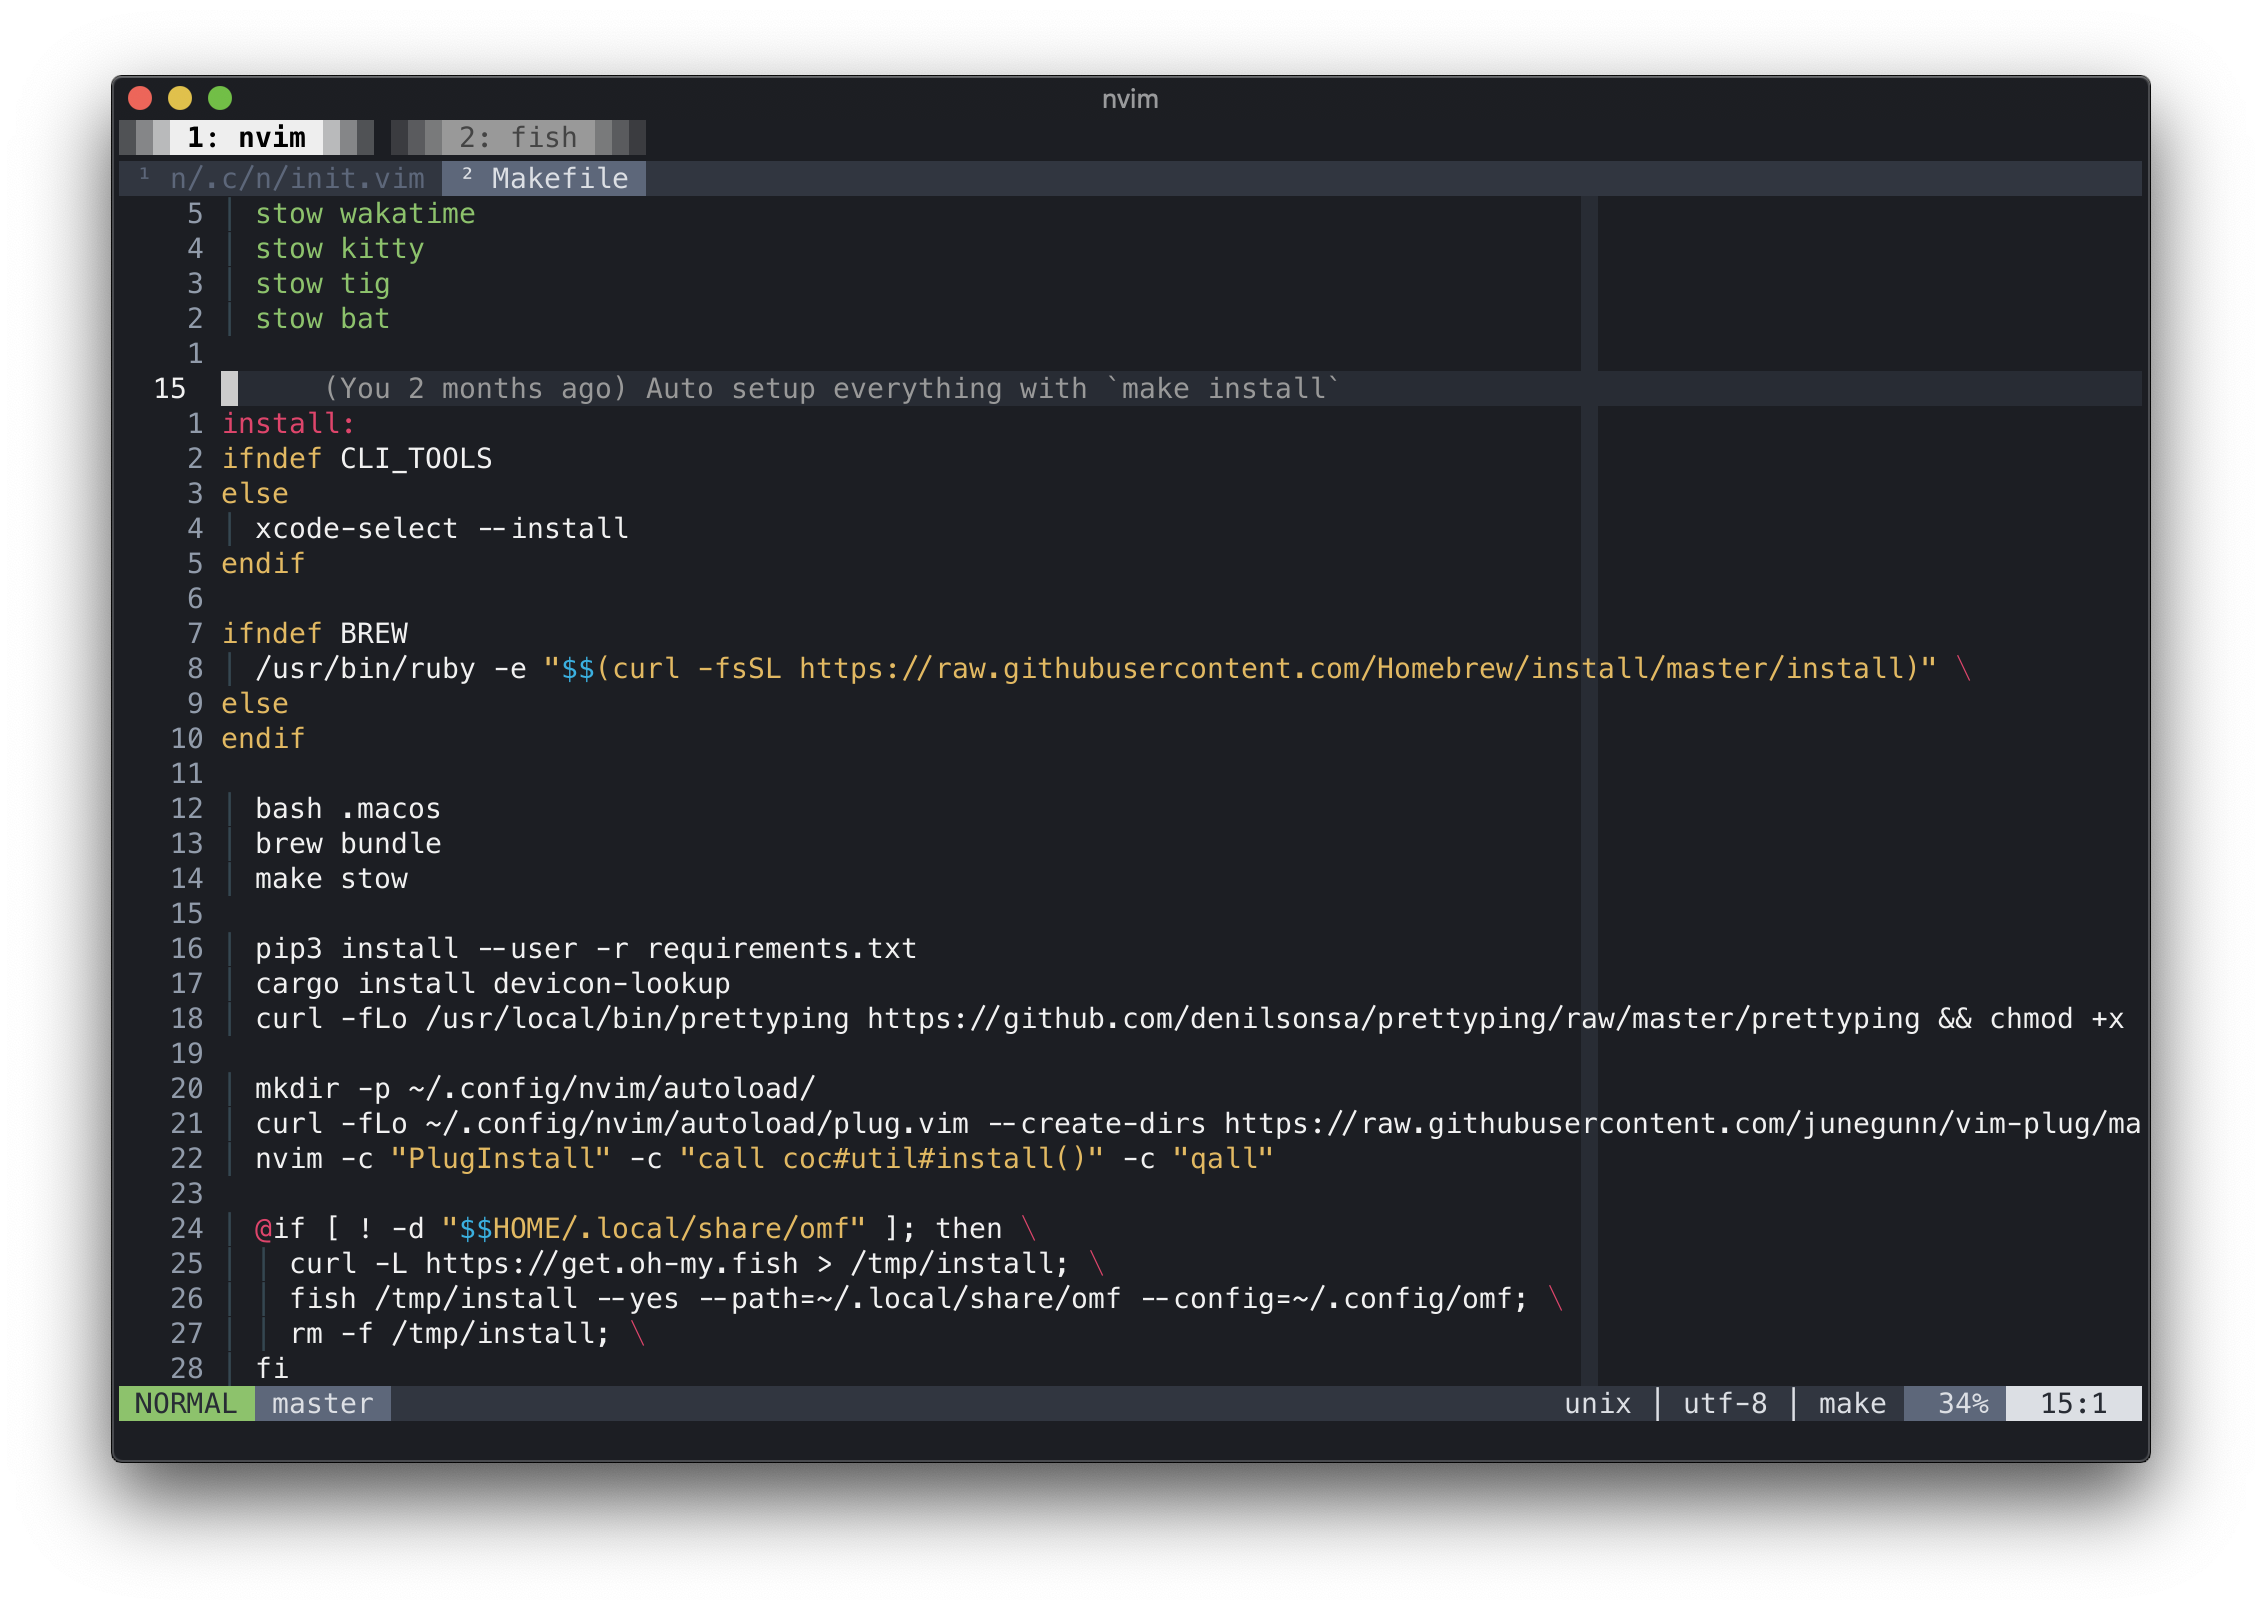 nvim
1: nvim 2: fish
¹ n/.c/n/init.vim ² Makefile
5 stow wakatime
4 stow kitty
3 stow tig
2 stow bat
1
15 (You 2 months ago) Auto setup everything with `make install`
1 install:
2 ifndef CLI_TOOLS
3 else
4 xcode-select --install
5 endif
6
7 ifndef BREW
8 /usr/bin/ruby -e "$$(curl -fsSL https://raw.githubusercontent.com/Homebrew/install/master/install)" \
9 else
10 endif
11
12 bash .macos
13 brew bundle
14 make stow
15
16 pip3 install --user -r requirements.txt
17 cargo install devicon-lookup
18 curl -fLo /usr/local/bin/prettyping https://github.com/denilsonsa/prettyping/raw/master/prettyping && chmod +x
19
20 mkdir -p ~/.config/nvim/autoload/
21 curl -fLo ~/.config/nvim/autoload/plug.vim --create-dirs https://raw.githubusercontent.com/junegunn/vim-plug/ma
22 nvim -c "PlugInstall" -c "call coc#util#install()" -c "qall"
23
24 @if [ ! -d "$$HOME/.local/share/omf" ]; then \
25 curl -L https://get.oh-my.fish > /tmp/install; \
26 fish /tmp/install --yes --path=~/.local/share/omf --config=~/.config/omf; \
27 rm -f /tmp/install; \
28 fi
NORMAL master unix | utf-8 | make 34% 15:1